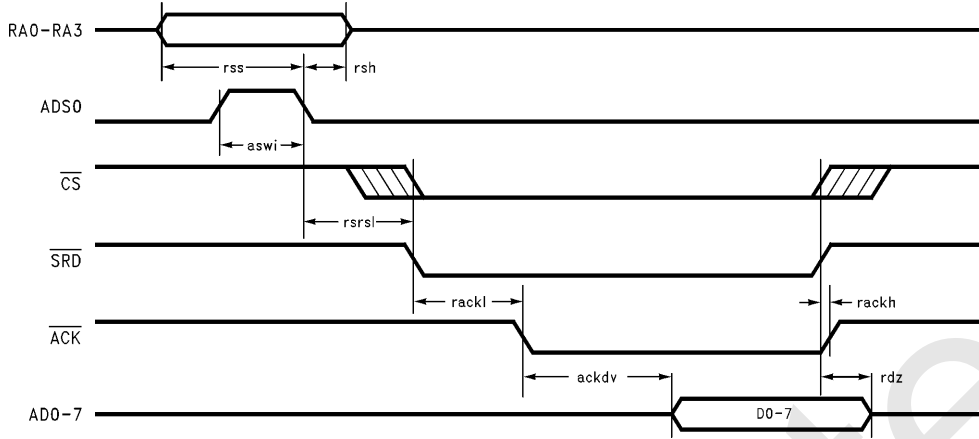 RA0-RA3
rss
rsh
ADS0
aswi
CS
rsrsl
SRD
rackl
rackh
ACK
ackdv
rdz
AD0-7
D0-7